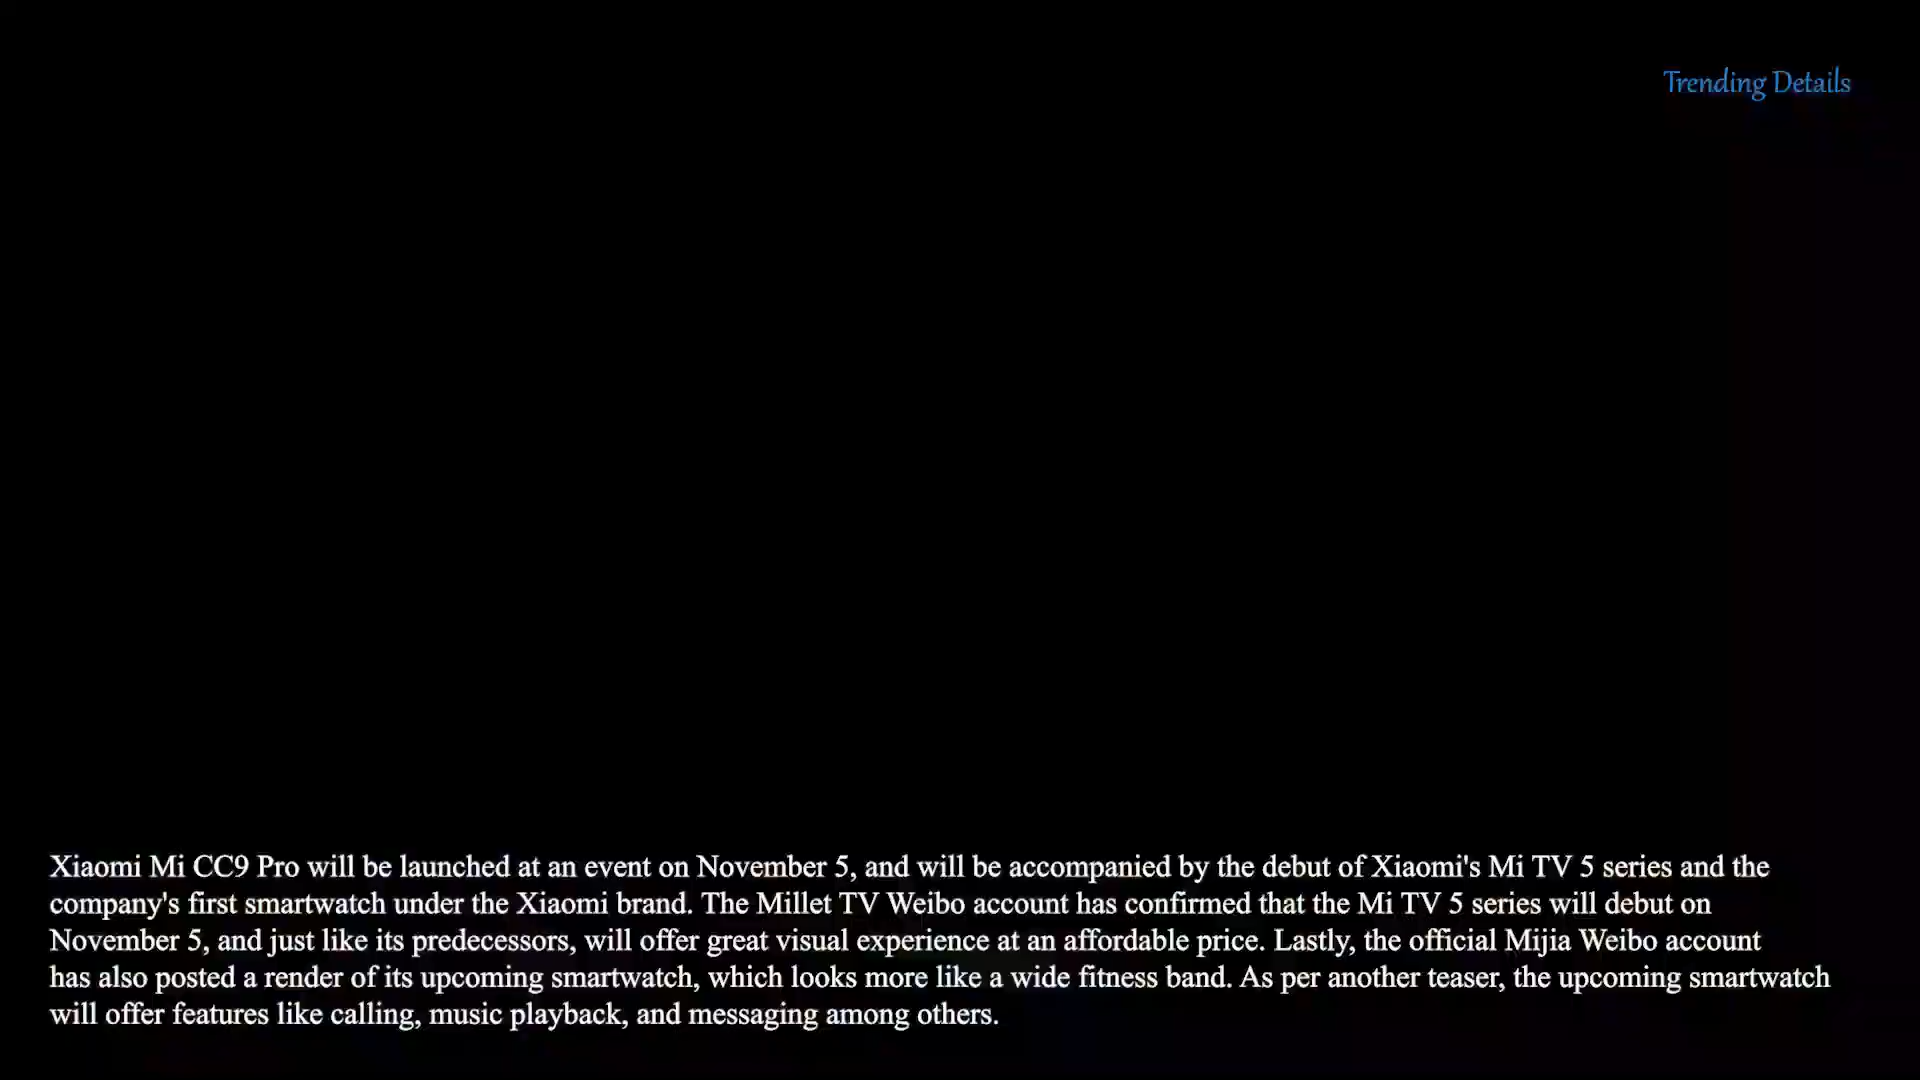 Trending Details
Xiaomi Mi CC9 Pro will be launched at an event on November 5, and will be accompanied by the debut of Xiaomi's Mi TV 5 series and the
company's first smartwatch under the Xiaomi brand. The Millet TV Weibo account has confirmed that the Mi TV 5 series will debut on
November 5, and just like its predecessors, will offer great visual experience at an affordable price. Lastly, the official Mijia Weibo account
has also posted a render of its upcoming smartwatch, which looks more like a wide fitness band. As per another teaser, the upcoming smartwatch
will offer features like calling, music playback, and messaging among others.